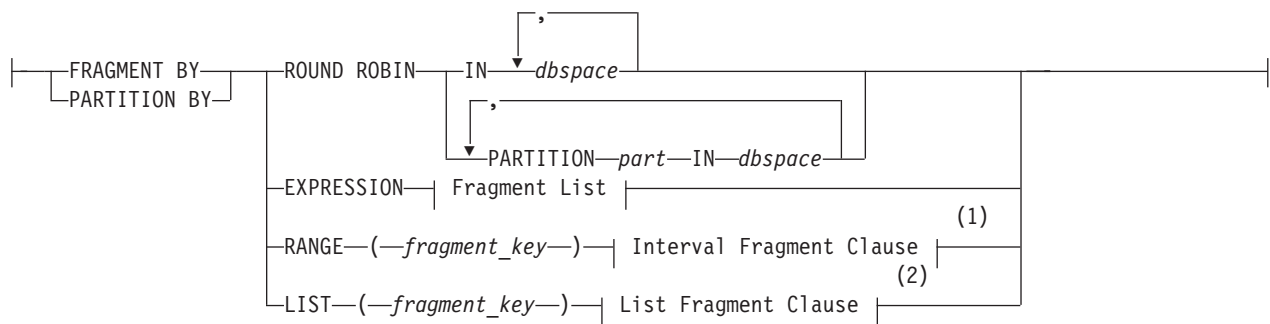 ,
FRAGMENT BY ROUND ROBIN IN dbspace
PARTITION BY
,
PARTITION part IN dbspace
EXPRESSION Fragment List
(1)
RANGE ( fragment_key ) Interval Fragment Clause
(2)
LIST ( fragment_key ) List Fragment Clause